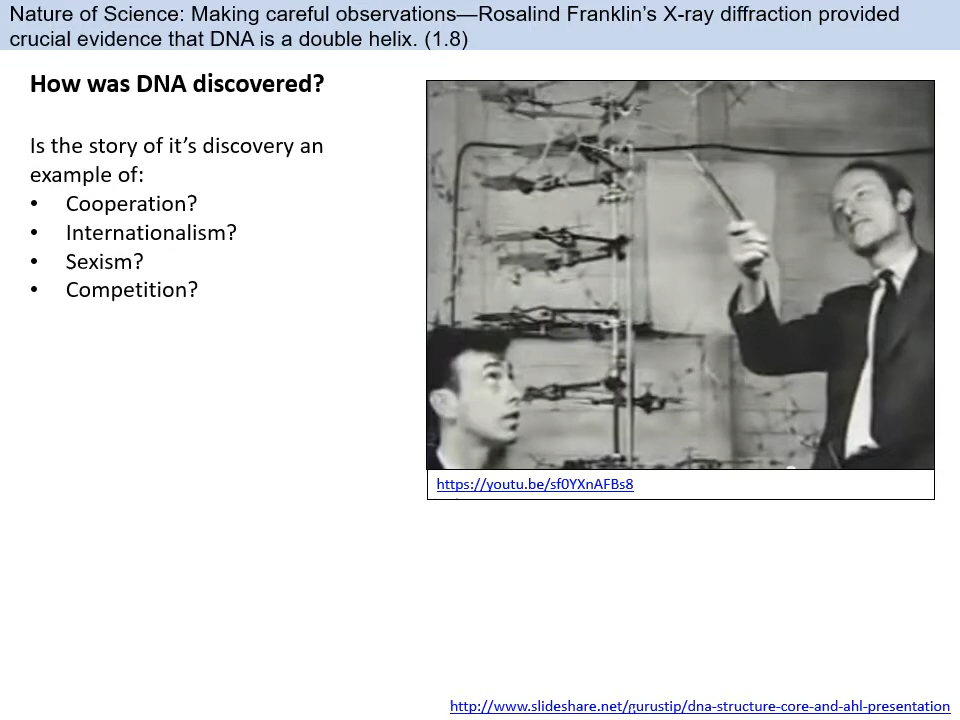 Nature of Science: Making careful observations—Rosalind Franklin’s X-ray diffraction provided
crucial evidence that DNA is a double helix. (1.8)
How was DNA discovered?
Is the story of it’s discovery an
example of:
• Cooperation?
• Internationalism?
• Sexism?
• Competition?
https://youtu.be/sf0YXnAFBs8
http://www.slideshare.net/gurustip/dna-structure-core-and-ahl-presentation